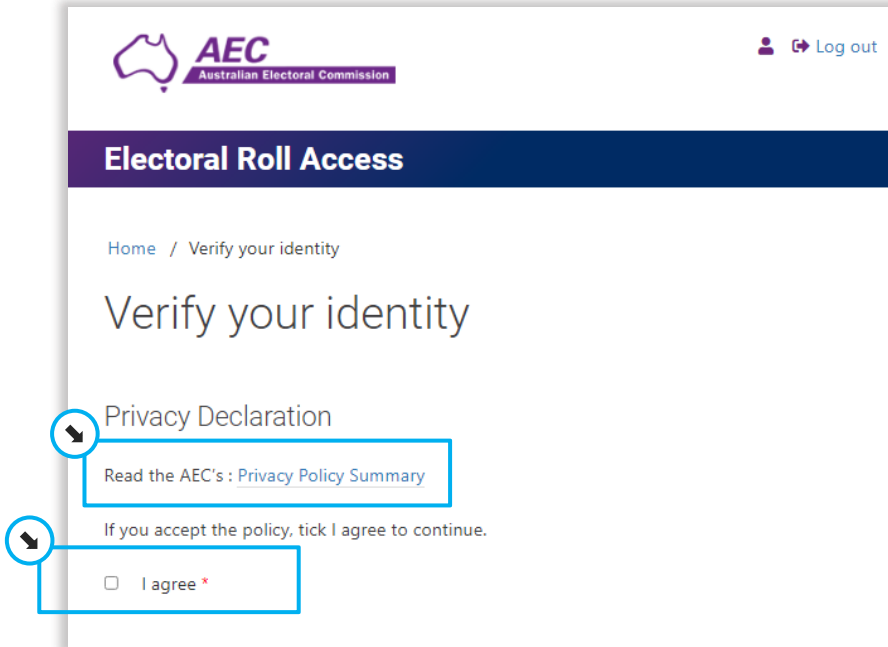 AEC
Australian Electoral Commission
Log out
Electoral Roll Access
Home / Verify your identity
Verify your identity
Privacy Declaration
Read the AEC's : Privacy Policy Summary
If you accept the policy, tick I agree to continue.
I agree *